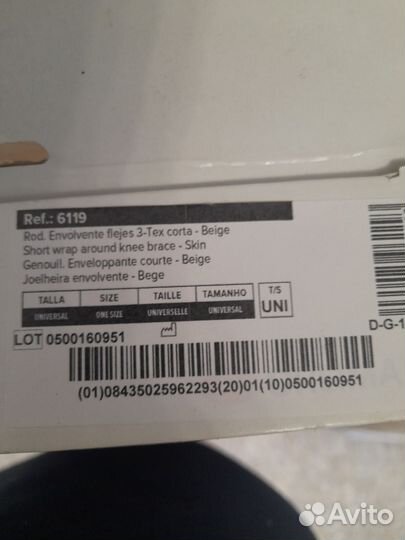 Ref.: 6119
Rod. Envolvente flejes 3-Tex corta - Beige
Short wrap around knee brace - Skin
Genouil. Enveloppante courte - Beige
Joelheira envolvente - Bege
TALLA SIZE TAILLE TAMANHO T/S
UNIVERSAL ONE SIZE UNIVERSELLE UNIVERSAL UNI
LOT 0500160951
D-G-1
(01)08435025962293(20)01(10)0500160951
Avito